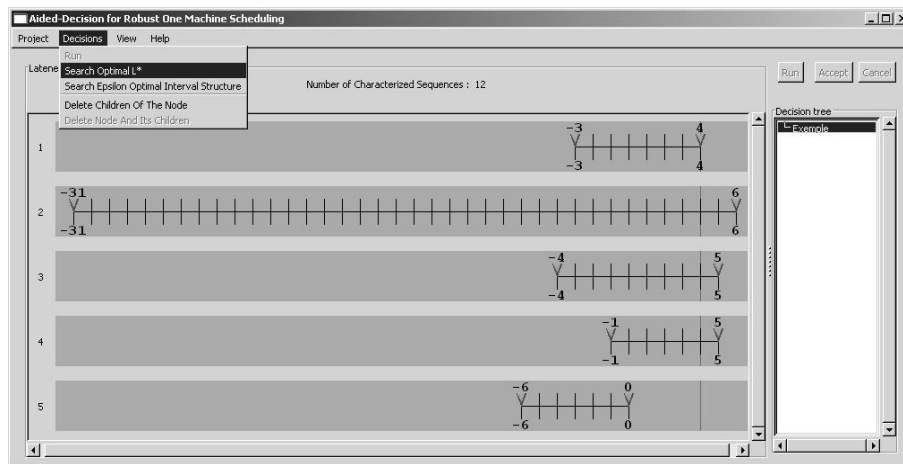 Aided-Decision for Robust One Machine Scheduling
Project Decisions View Help
Run
Search Optimal L*
Search Epsilon Optimal Interval Structure
Delete Children Of The Node
Delete Node And Its Children
Latene
Number of Characterized Sequences : 12
Run Accept Cancel
Decision tree
Exemple
-3 4
1
-3 4
-31 6
2
-31 6
-4 5
3
-4 5
-1 5
4
-1 5
-6 0
5
-6 0